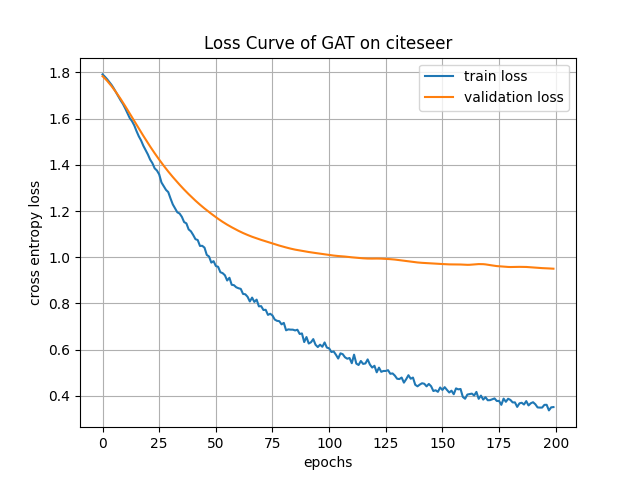 Loss Curve of GAT on citeseer
train loss
validation loss
cross entropy loss
1.8
1.6
1.4
1.2
1.0
0.8
0.6
0.4
0 25 50 75 100 125 150 175 200
epochs